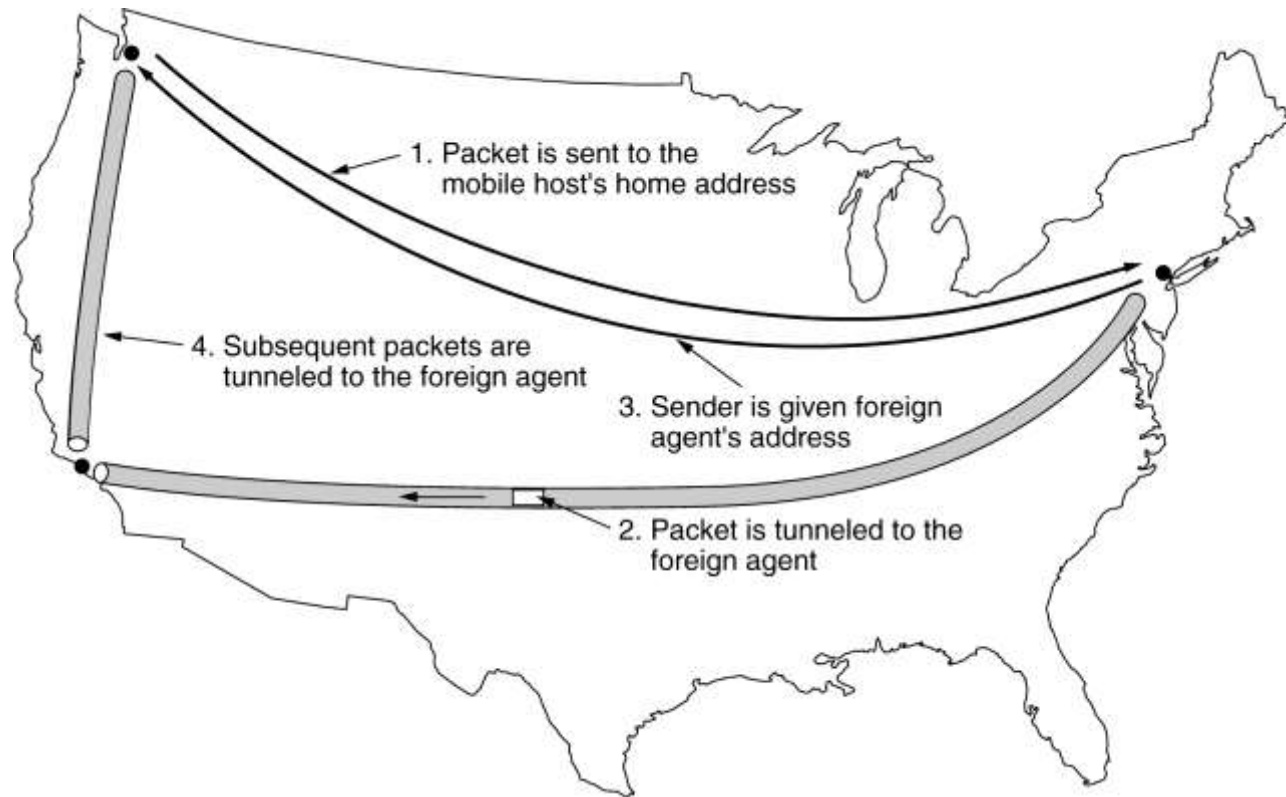 1. Packet is sent to the
mobile host's home address
4. Subsequent packets are
tunneled to the foreign agent
3. Sender is given foreign
agent's address
2. Packet is tunneled to the
foreign agent